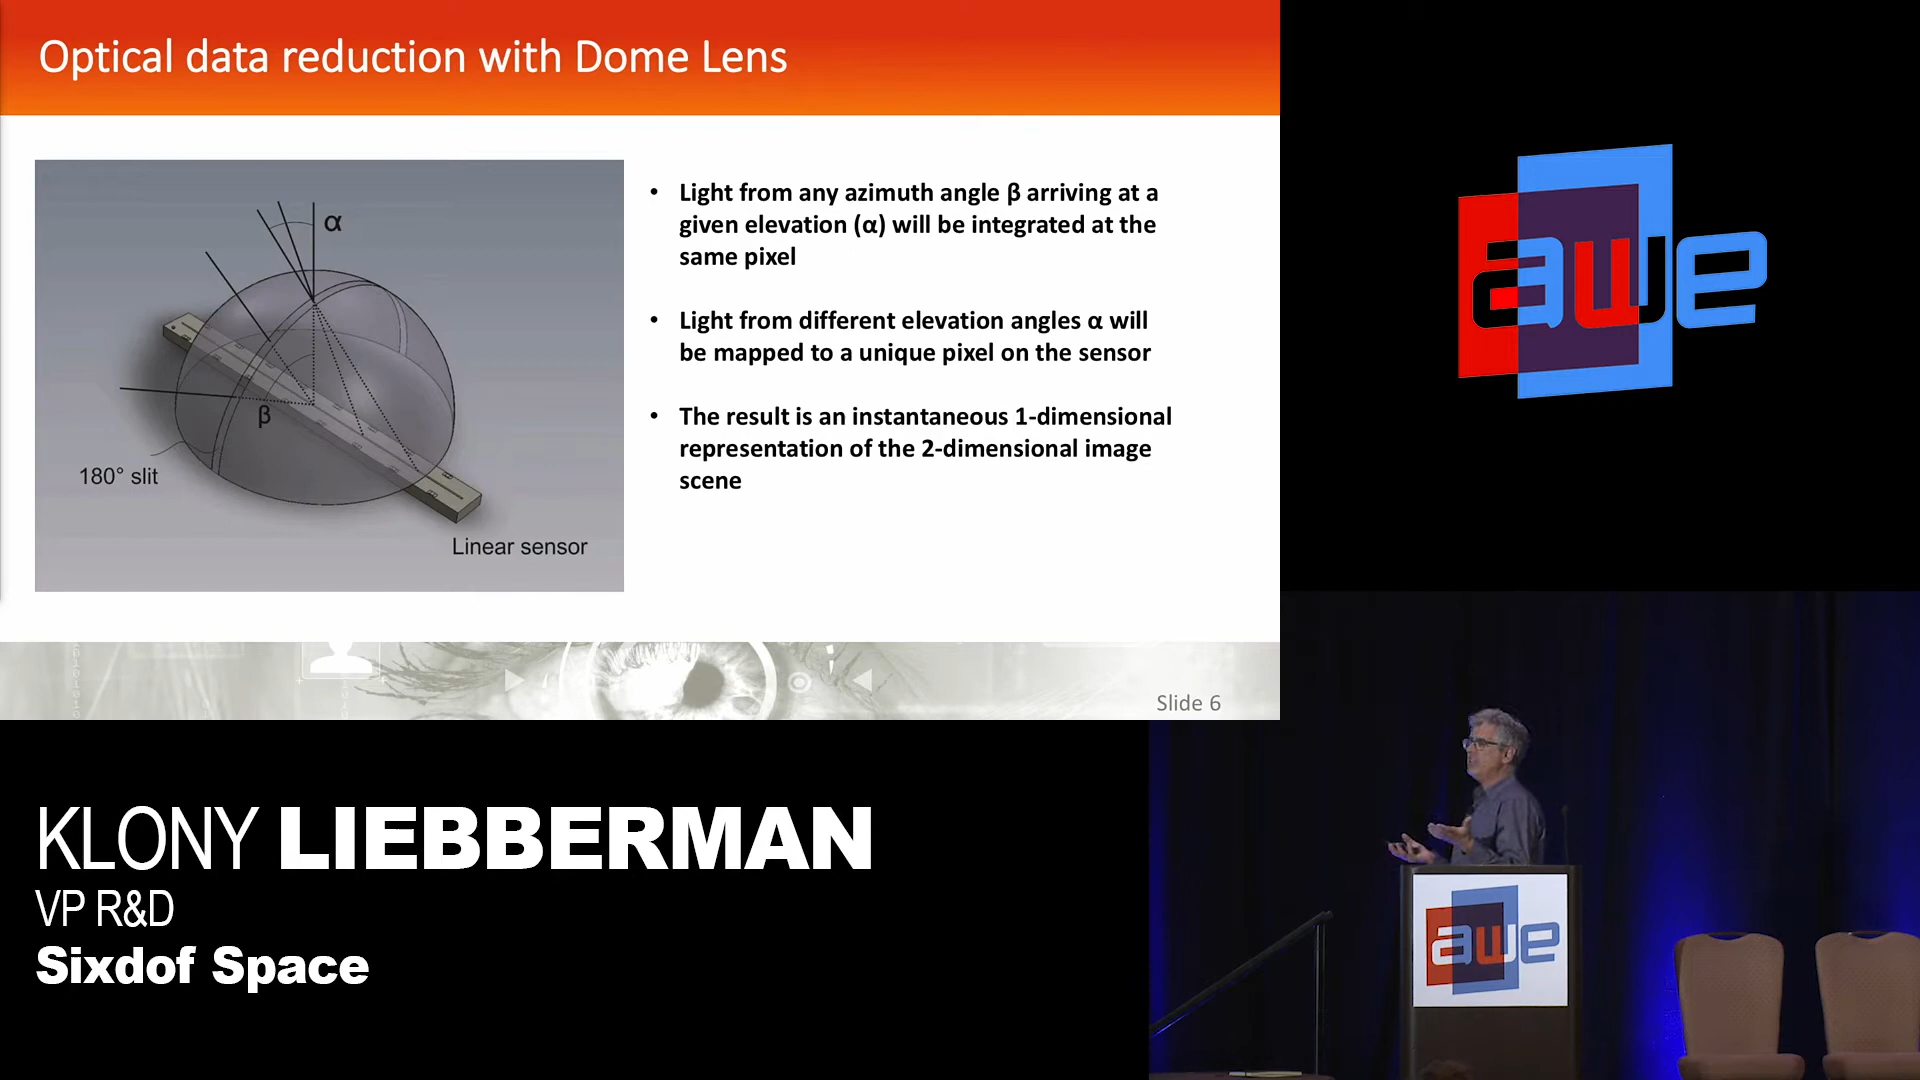 Optical data reduction with Dome Lens
α
β
180° slit
Linear sensor
• Light from any azimuth angle β arriving at a
given elevation (α) will be integrated at the
same pixel
• Light from different elevation angles α will
be mapped to a unique pixel on the sensor
• The result is an instantaneous 1-dimensional
representation of the 2-dimensional image
scene
Slide 6
awe
KLONY LIEBBERMAN
VP R&D
Sixdof Space
awe